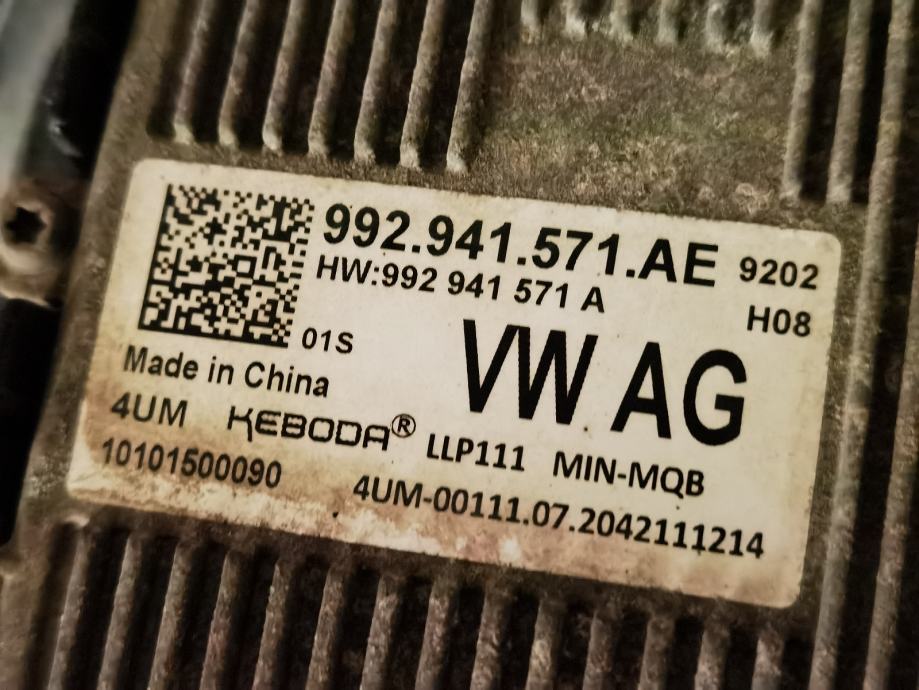 992.941.571.AE 9202
HW:992 941 571 A H08
01S VW AG
Made in China
4UM KEBODA® LLP111 MIN-MQB
10101500090 4UM-00111.07.2042111214